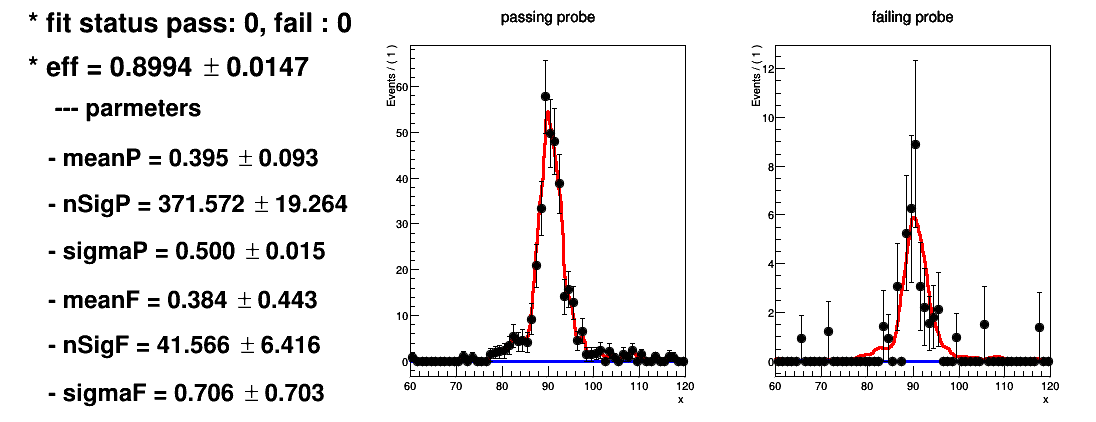 * fit status pass: 0, fail : 0
* eff = 0.8994 ± 0.0147
--- parmeters
- meanP = 0.395 ± 0.093
- nSigP = 371.572 ± 19.264
- sigmaP = 0.500 ± 0.015
- meanF = 0.384 ± 0.443
- nSigF = 41.566 ± 6.416
- sigmaF = 0.706 ± 0.703
passing probe
Events / ( 1 )
60
50
40
30
20
10
0
60 70 80 90 100 110 120
x
failing probe
Events / ( 1 )
12
10
8
6
4
2
0
60 70 80 90 100 110 120
x